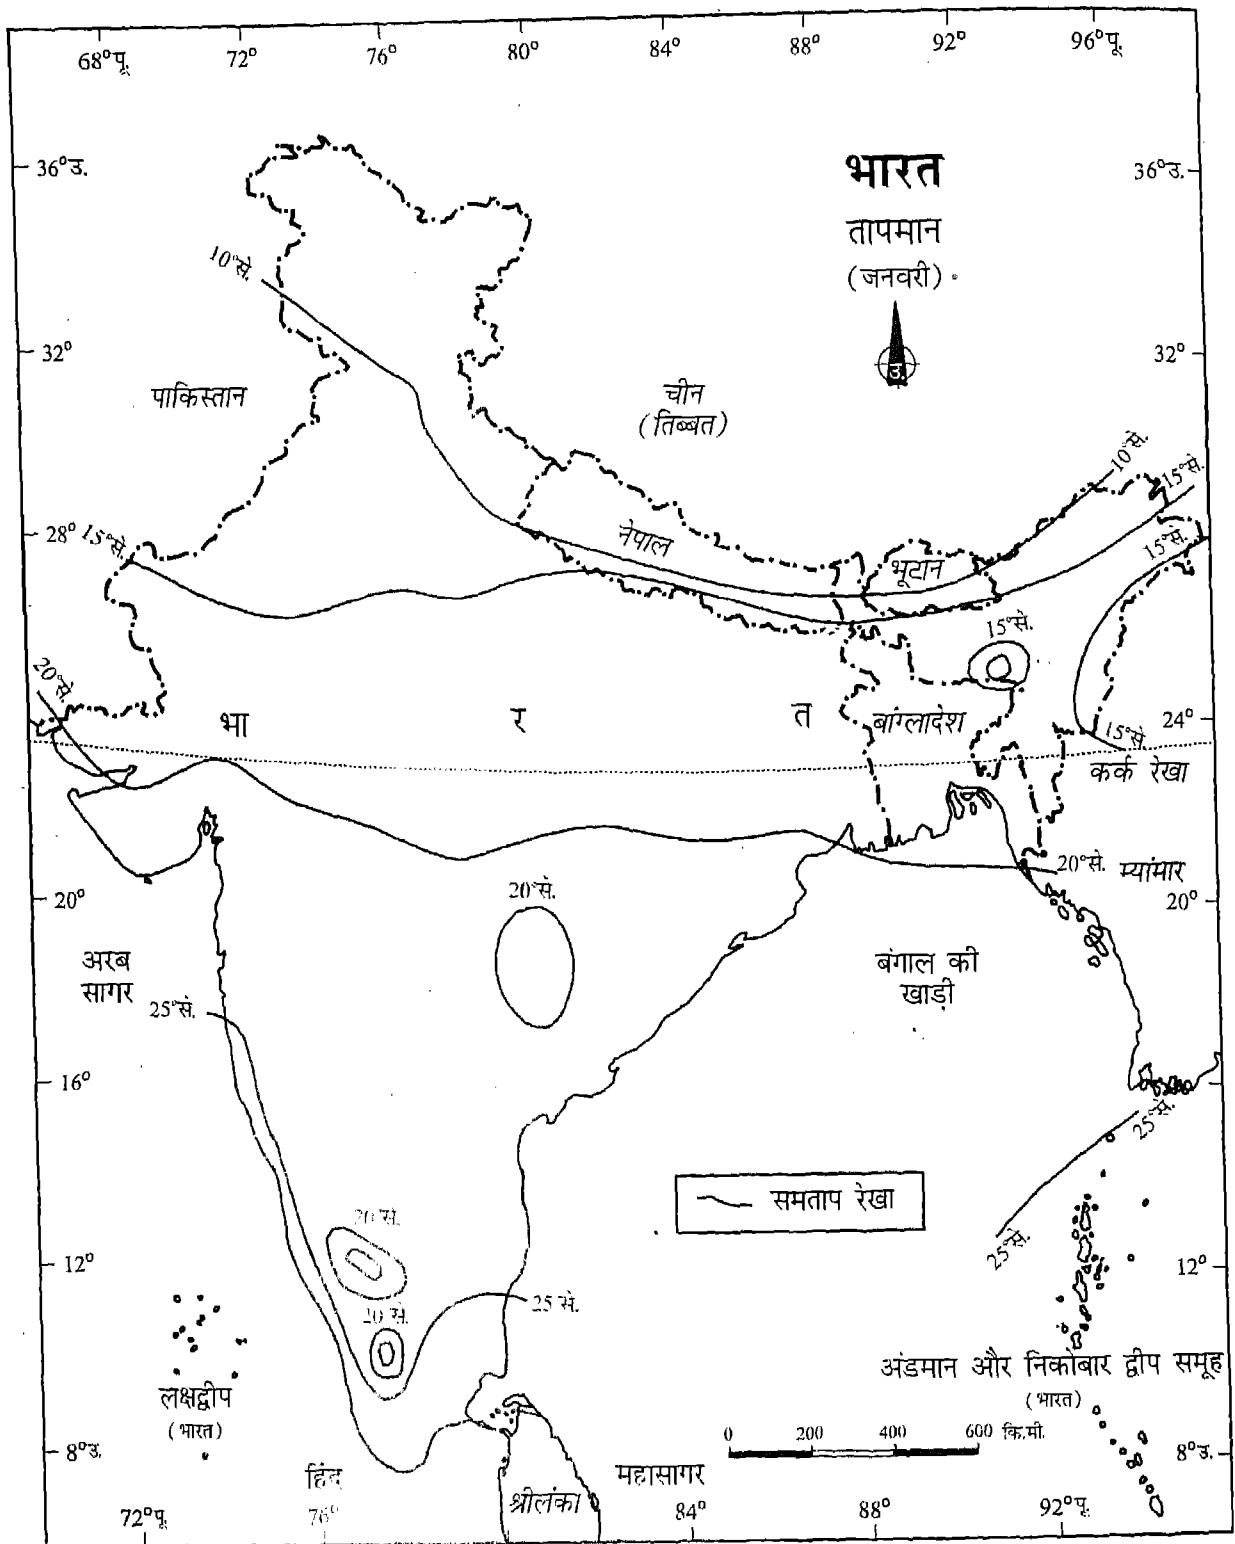 68°पू.
72°
76°
80°
84°
88°
92°
96°पू.
36°उ.
भारत
36°उ.
तापमान
(जनवरी)
10°से.
उ
32°
32°
पाकिस्तान
चीन
(तिब्बत)
10°से.
15°से.
28°
15°से.
नेपाल
भूटान
15°से.
15°से.
20°से.
भा
र
त
बांग्लादेश
24°
15°से.
कर्क रेखा
20°से.
म्यांमार
20°
20°से.
20°
अरब
सागर
बंगाल की
खाड़ी
25°से.
16°
25°से.
समताप रेखा
20°से.
25°से.
12°
12°
20°से.
25 से.
अंडमान और निकोबार द्वीप समूह
(भारत)
लक्षद्वीप
(भारत)
0 200 400 600 कि.मी.
8°उ.
8°उ.
हिंद
महासागर
श्रीलंका
72°पू.
76°
84°
88°
92°पू.